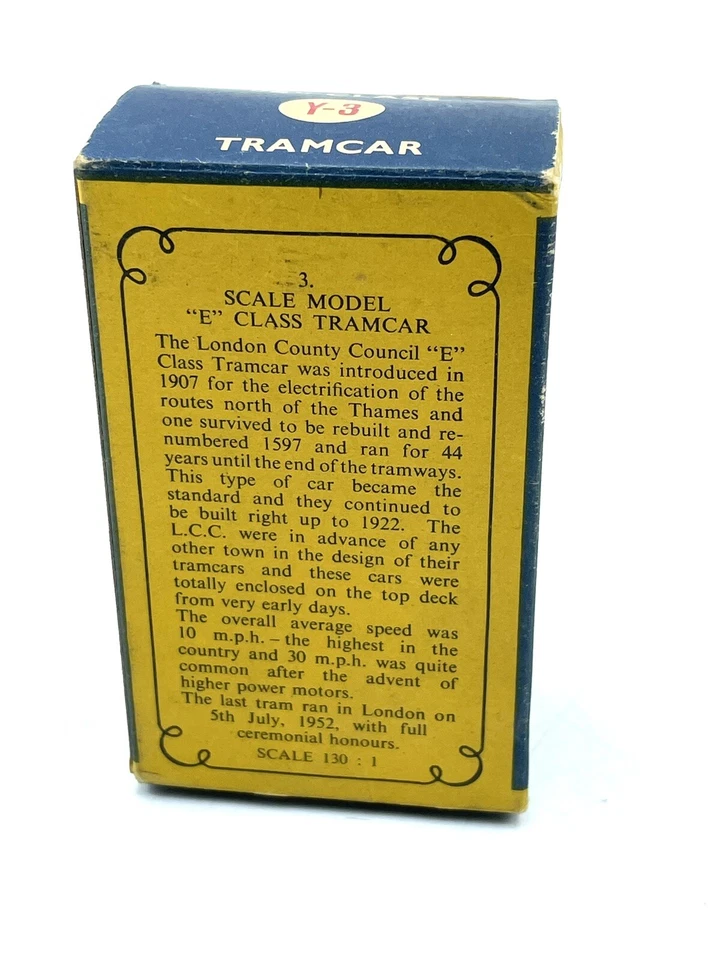 Y-3
TRAMCAR
3.
SCALE MODEL
“E” CLASS TRAMCAR
The London County Council “E”
Class Tramcar was introduced in
1907 for the electrification of the
routes north of the Thames and
one survived to be rebuilt and re-
numbered 1597 and ran for 44
years until the end of the tramways.
This type of car became the
standard and they continued to
be built right up to 1922. The
L.C.C. were in advance of any
other town in the design of their
tramcars and these cars were
totally enclosed on the top deck
from very early days.
The overall average speed was
10 m.p.h. – the highest in the
country and 30 m.p.h. was quite
common after the advent of
higher power motors.
The last tram ran in London on
5th July, 1952, with full
ceremonial honours.
SCALE 130 : 1